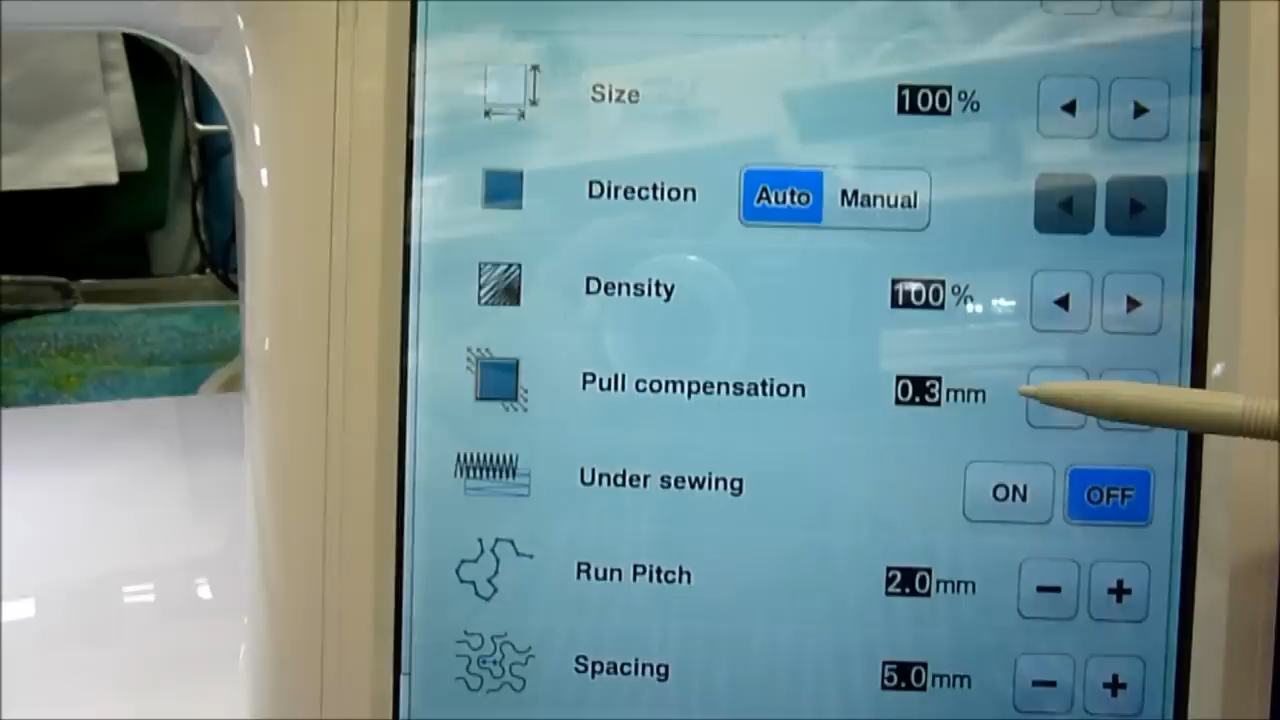 Size 100 %
Direction Auto Manual
Density 100 %
Pull compensation 0.3 mm
Under sewing ON OFF
Run Pitch 2.0 mm − +
Spacing 5.0 mm − +